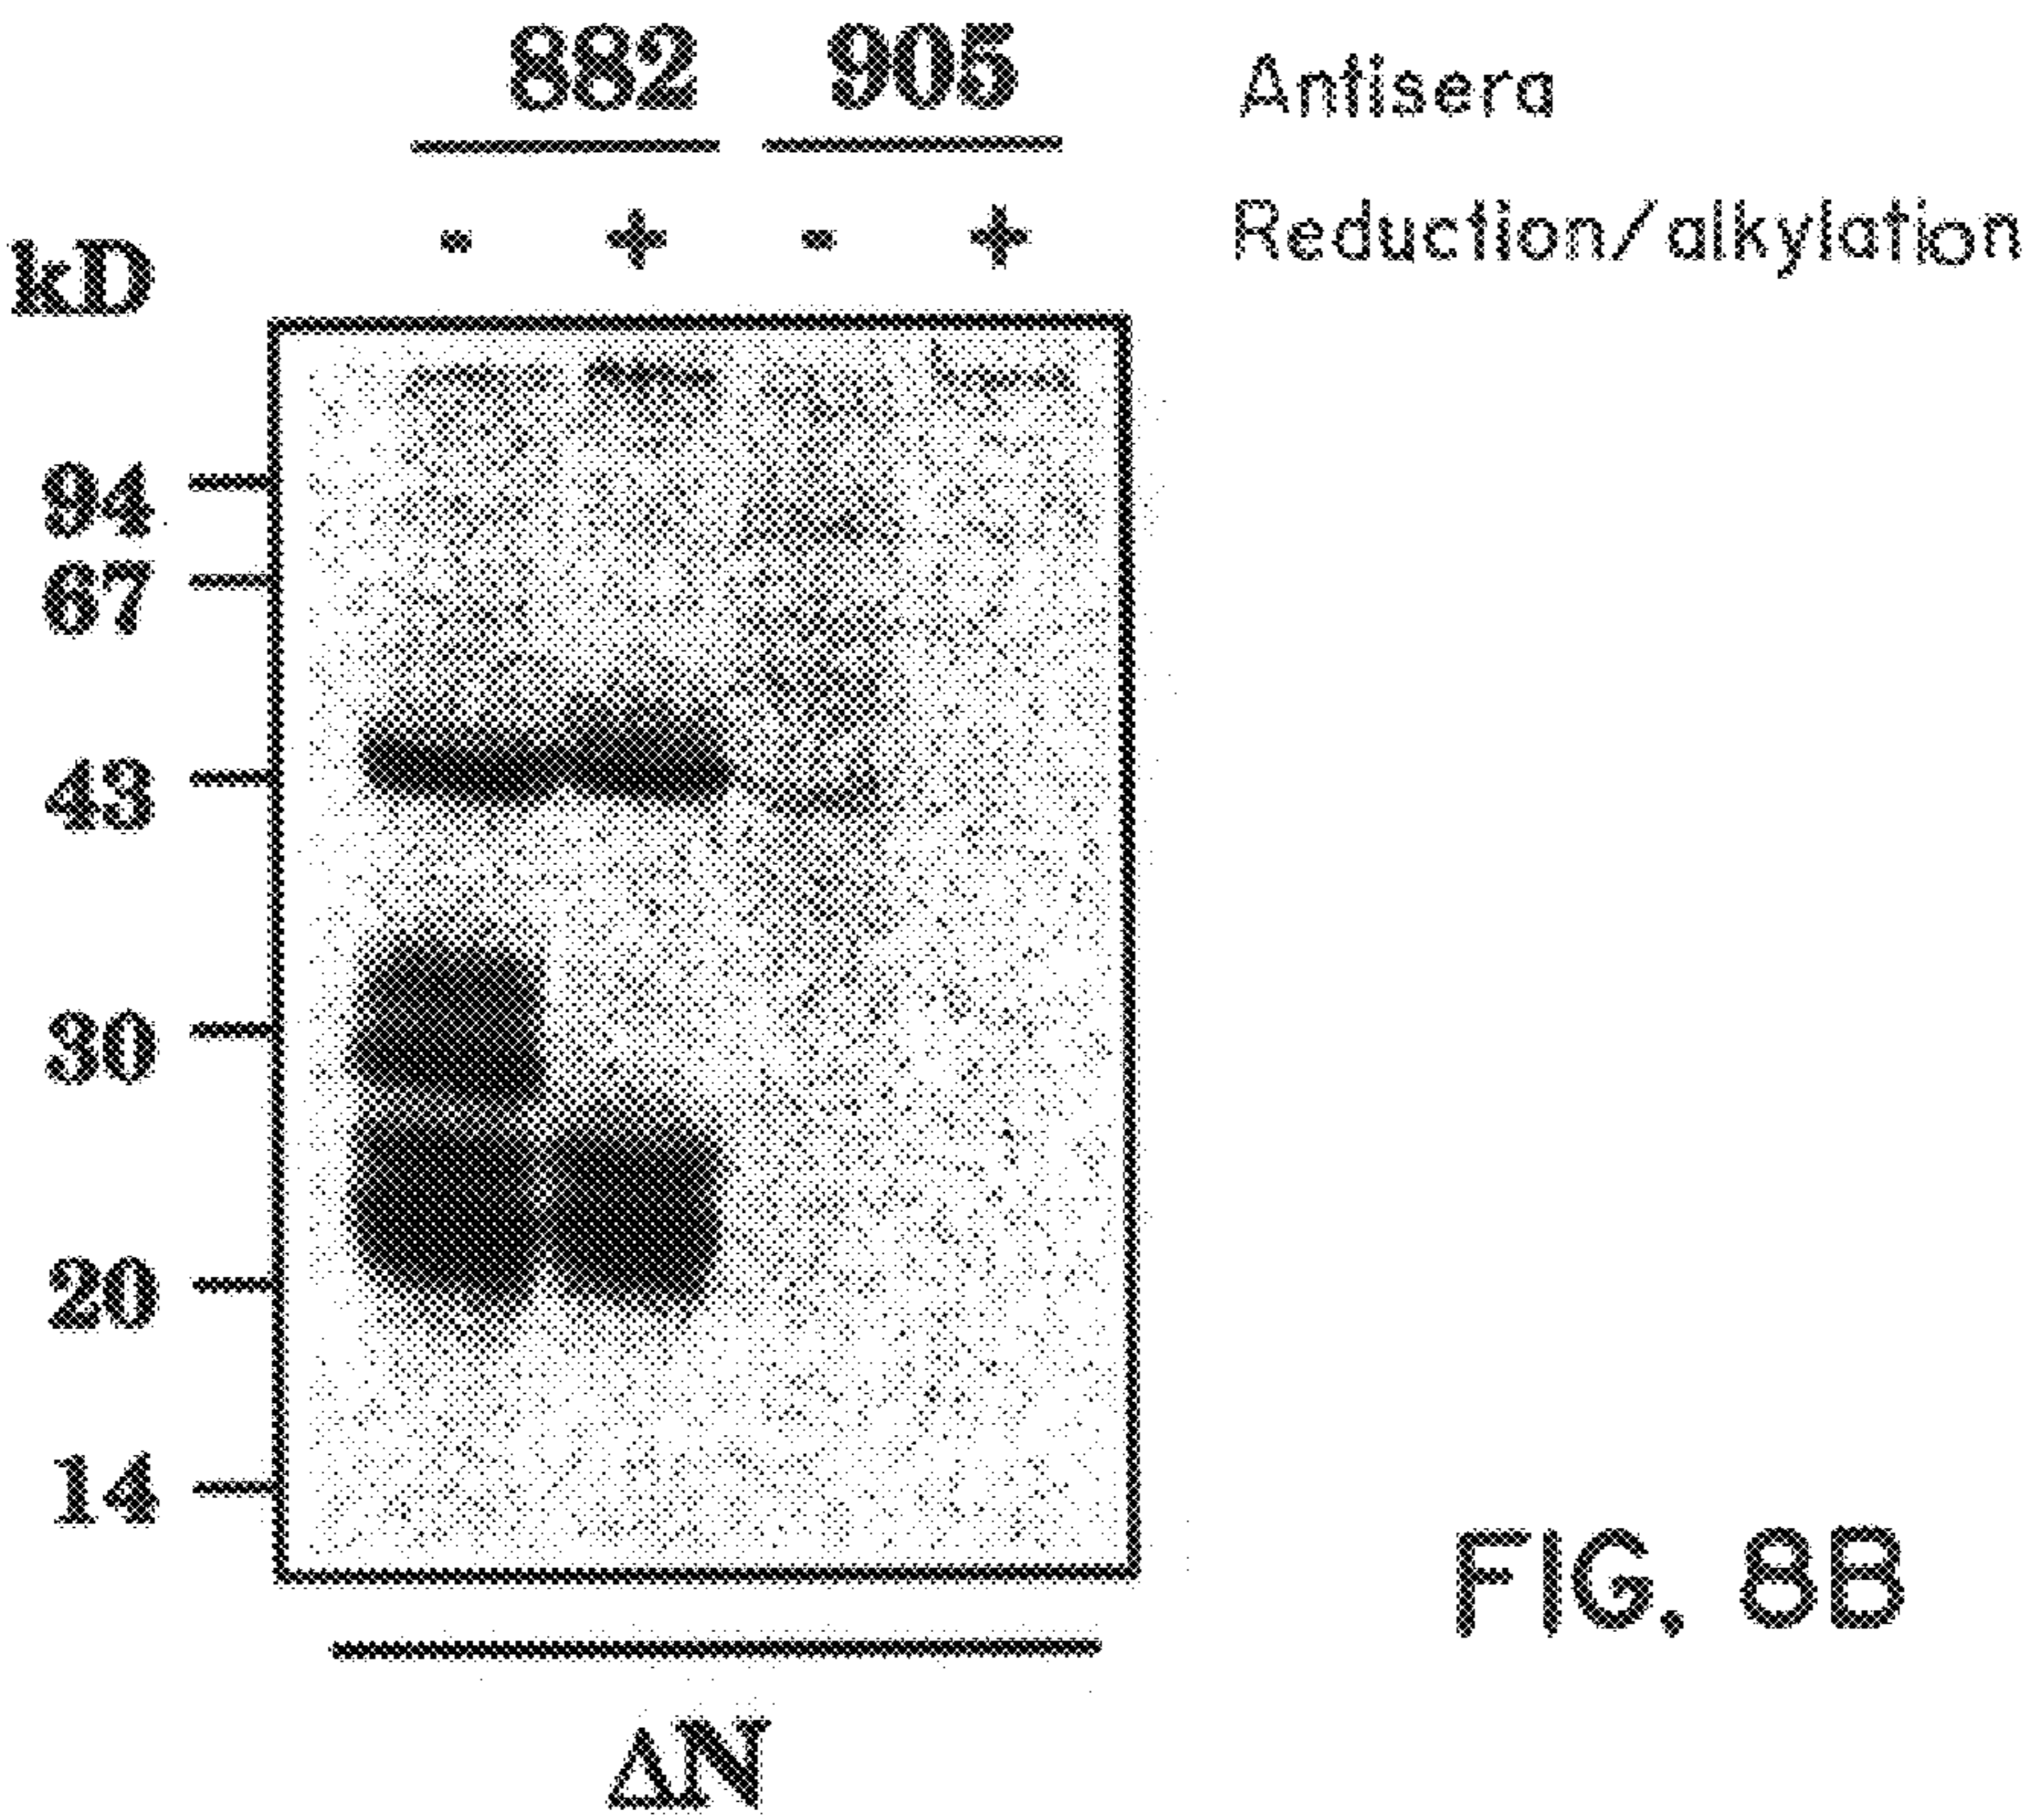 882 905 Antisera
- + - + Reduction/alkylation
kD
94
67
43
30
20
14
FIG. 8B
ΔN